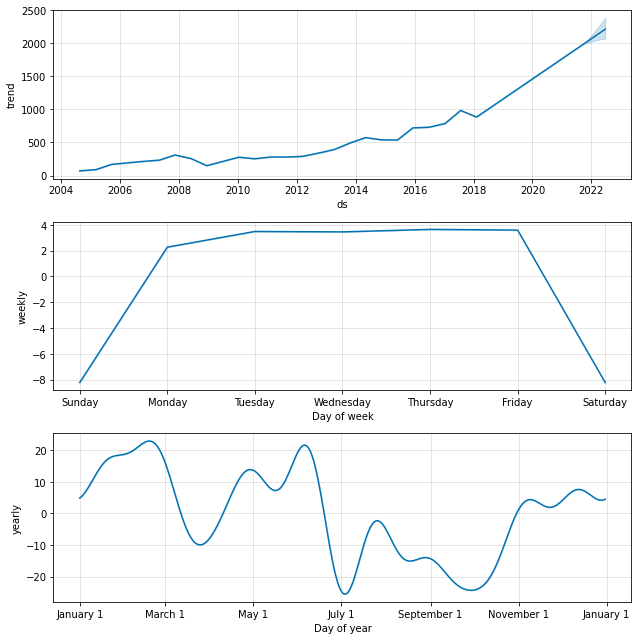 2500
2000
1500
1000
500
0
trend
2004 2006 2008 2010 2012 2014 2016 2018 2020 2022
ds
4
2
0
−2
−4
−6
−8
weekly
Sunday Monday Tuesday Wednesday Thursday Friday Saturday
Day of week
20
10
0
−10
−20
yearly
January 1 March 1 May 1 July 1 September 1 November 1 January 1
Day of year